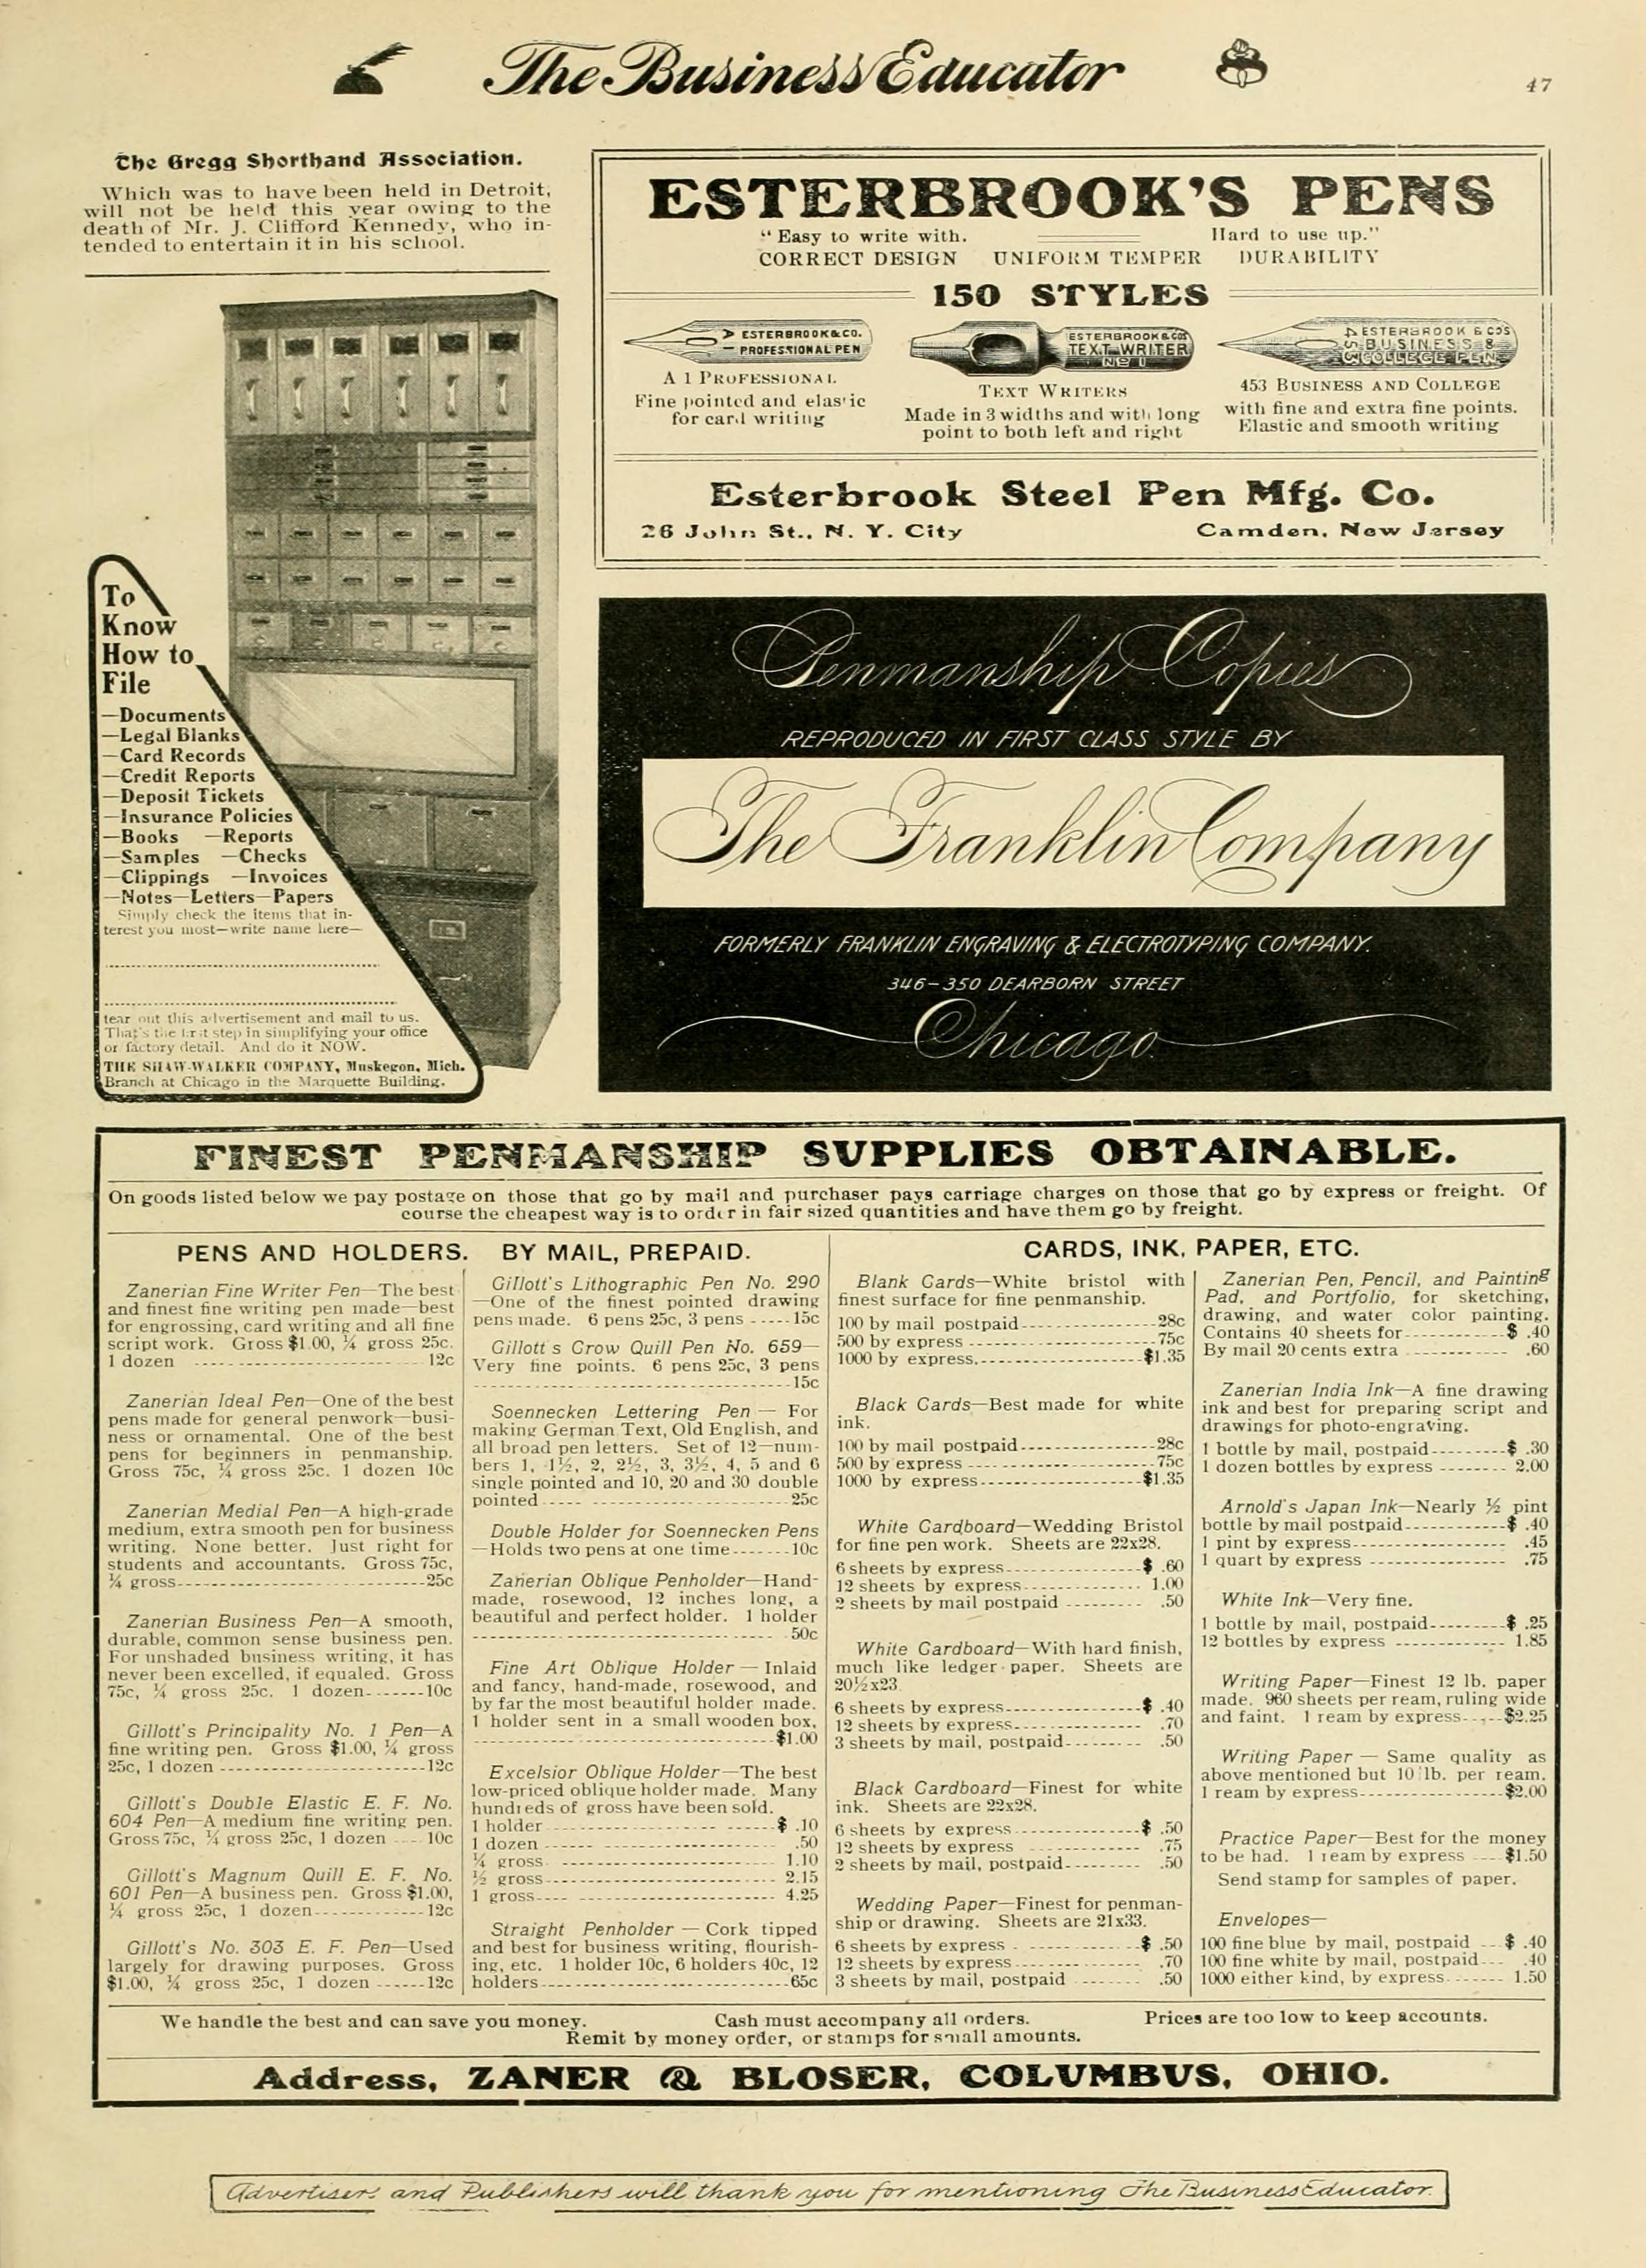 The Business Educator
47
The Gregg Shorthand Association.
Which was to have been held in Detroit,
will not be held this year owing to the
death of Mr. J. Clifford Kennedy, who in-
tended to entertain it in his school.
To
Know
How to
File
—Documents
—Legal Blanks
—Card Records
—Credit Reports
—Deposit Tickets
—Insurance Policies
—Books —Reports
—Samples —Checks
—Clippings —Invoices
—Notes—Letters—Papers
Simply check the items that in-
terest you most—write name here—
tear out this advertisement and mail to us.
That's the first step in simplifying your office
or factory detail. And do it NOW.
THE SHAW-WALKER COMPANY, Muskegon, Mich.
Branch at Chicago in the Marquette Building.
ESTERBROOK'S PENS
"Easy to write with. Hard to use up."
CORRECT DESIGN UNIFORM TEMPER DURABILITY
150 STYLES
A ESTERBROOK & CO.
PROFESSIONAL PEN
ESTERBROOK & COS
TEXT WRITER
No 1
ESTERBROOK & COS
BUSINESS &
COLLEGE PEN
453
A 1 PROFESSIONAL
Fine pointed and elastic
for card writing
TEXT WRITERS
Made in 3 widths and with long
point to both left and right
453 BUSINESS AND COLLEGE
with fine and extra fine points.
Elastic and smooth writing
Esterbrook Steel Pen Mfg. Co.
26 John St., N. Y. City Camden, New Jersey
Penmanship Copies
REPRODUCED IN FIRST CLASS STYLE BY
The Franklin Company
FORMERLY FRANKLIN ENGRAVING & ELECTROTYPING COMPANY.
346-350 DEARBORN STREET
Chicago.
FINEST PENMANSHIP SUPPLIES OBTAINABLE.
On goods listed below we pay postage on those that go by mail and purchaser pays carriage charges on those that go by express or freight. Of
course the cheapest way is to order in fair sized quantities and have them go by freight.
PENS AND HOLDERS. BY MAIL, PREPAID.
Zanerian Fine Writer Pen—The best
and finest fine writing pen made—best
for engrossing, card writing and all fine
script work. Gross $1.00, ¼ gross 25c.
1 dozen 12c
Zanerian Ideal Pen—One of the best
pens made for general penwork—busi-
ness or ornamental. One of the best
pens for beginners in penmanship.
Gross 75c, ¼ gross 25c. 1 dozen 10c
Zanerian Medial Pen—A high-grade
medium, extra smooth pen for business
writing. None better. Just right for
students and accountants. Gross 75c,
¼ gross 25c
Zanerian Business Pen—A smooth,
durable, common sense business pen.
For unshaded business writing, it has
never been excelled, if equaled. Gross
75c, ¼ gross 25c. 1 dozen 10c
Gillott's Principality No. 1 Pen—A
fine writing pen. Gross $1.00, ¼ gross
25c, 1 dozen 12c
Gillott's Double Elastic E. F. No.
604 Pen—A medium fine writing pen.
Gross 75c, ¼ gross 25c, 1 dozen 10c
Gillott's Magnum Quill E. F. No.
601 Pen—A business pen. Gross $1.00,
¼ gross 25c, 1 dozen 12c
Gillott's No. 303 E. F. Pen—Used
largely for drawing purposes. Gross
$1.00, ¼ gross 25c, 1 dozen 12c
Gillott's Lithographic Pen No. 290
—One of the finest pointed drawing
pens made. 6 pens 25c, 3 pens 15c
Gillott's Crow Quill Pen No. 659—
Very fine points. 6 pens 25c, 3 pens
15c
Soennecken Lettering Pen — For
making German Text, Old English, and
all broad pen letters. Set of 12—num-
bers 1, 1½, 2, 2½, 3, 3½, 4, 5 and 6
single pointed and 10, 20 and 30 double
pointed 25c
Double Holder for Soennecken Pens
—Holds two pens at one time 10c
Zanerian Oblique Penholder—Hand-
made, rosewood, 12 inches long, a
beautiful and perfect holder. 1 holder
50c
Fine Art Oblique Holder — Inlaid
and fancy, hand-made, rosewood, and
by far the most beautiful holder made.
1 holder sent in a small wooden box,
$1.00
Excelsior Oblique Holder—The best
low-priced oblique holder made. Many
hundreds of gross have been sold.
1 holder $ .10
1 dozen .50
¼ gross 1.10
½ gross 2.15
1 gross 4.25
Straight Penholder — Cork tipped
and best for business writing, flourish-
ing, etc. 1 holder 10c, 6 holders 40c, 12
holders 65c
CARDS, INK, PAPER, ETC.
Blank Cards—White bristol with
finest surface for fine penmanship.
100 by mail postpaid 28c
500 by express 75c
1000 by express, $1.35
Black Cards—Best made for white
ink.
100 by mail postpaid 28c
500 by express 75c
1000 by express $1.35
White Cardboard—Wedding Bristol
for fine pen work. Sheets are 22x28.
6 sheets by express $ .60
12 sheets by express 1.00
2 sheets by mail postpaid .50
White Cardboard—With hard finish,
much like ledger paper. Sheets are
20½x23.
6 sheets by express $ .40
12 sheets by express .70
3 sheets by mail, postpaid .50
Black Cardboard—Finest for white
ink. Sheets are 22x28.
6 sheets by express $ .50
12 sheets by express .75
2 sheets by mail, postpaid .50
Wedding Paper—Finest for penman-
ship or drawing. Sheets are 21x33.
6 sheets by express $ .50
12 sheets by express .70
3 sheets by mail, postpaid .50
Zanerian Pen, Pencil, and Painting
Pad, and Portfolio, for sketching,
drawing, and water color painting.
Contains 40 sheets for $ .40
By mail 20 cents extra .60
Zanerian India Ink—A fine drawing
ink and best for preparing script and
drawings for photo-engraving.
1 bottle by mail, postpaid $ .30
1 dozen bottles by express 2.00
Arnold's Japan Ink—Nearly ½ pint
bottle by mail postpaid $ .40
1 pint by express .45
1 quart by express .75
White Ink—Very fine.
1 bottle by mail, postpaid $ .25
12 bottles by express 1.85
Writing Paper—Finest 12 lb. paper
made. 960 sheets per ream, ruling wide
and faint. 1 ream by express $2.25
Writing Paper — Same quality as
above mentioned but 10 lb. per ream.
1 ream by express $2.00
Practice Paper—Best for the money
to be had. 1 ream by express $1.50
Send stamp for samples of paper.
Envelopes—
100 fine blue by mail, postpaid $ .40
100 fine white by mail, postpaid .40
1000 either kind, by express 1.50
We handle the best and can save you money. Cash must accompany all orders. Prices are too low to keep accounts.
Remit by money order, or stamps for small amounts.
Address, ZANER & BLOSER, COLUMBUS, OHIO.
Advertisers and Publishers will thank you for mentioning The Business Educator.